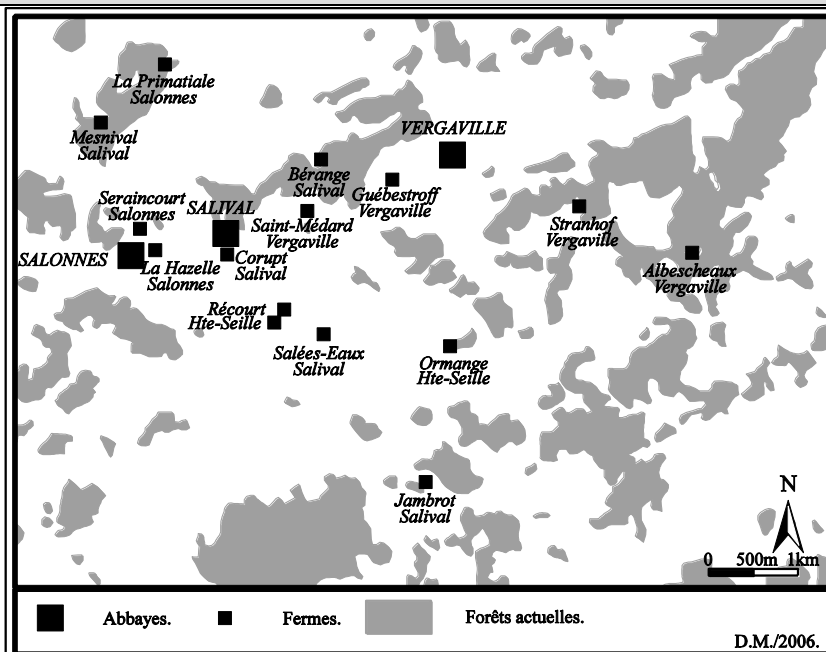 La Primatiale
Salonnes
Mesnival
Salival
VERGAVILLE
Bérange
Salival
Guébestroff
Vergaville
Seraincourt
Salonnes
SALIVAL
Saint-Médard
Vergaville
Stranhof
Vergaville
SALONNES
La Hazelle
Salonnes
Corupt
Salival
Albescheaux
Vergaville
Récourt
Hte-Seille
Salées-Eaux
Salival
Ormange
Hte-Seille
Jambrot
Salival
N
0 500m 1km
Abbayes. Fermes. Forêts actuelles.
D.M./2006.